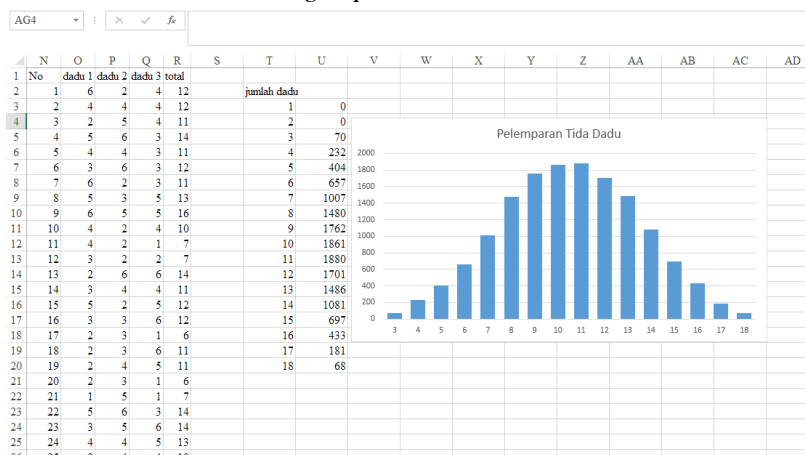 AG4 fx
N O P Q R S T U V W X Y Z AA AB AC AD
1 No dadu 1 dadu 2 dadu 3 total
2 1 6 2 4 12 jumlah dadu
3 2 4 4 4 12 1 0
4 3 2 5 4 11 2 0
5 4 5 6 3 14 3 70
6 5 4 4 3 11 4 232
7 6 3 6 3 12 5 404
8 7 6 2 3 11 6 657
9 8 5 3 5 13 7 1007
10 9 6 5 5 16 8 1480
11 10 4 2 4 10 9 1762
12 11 4 2 1 7 10 1861
13 12 3 2 2 7 11 1880
14 13 2 6 6 14 12 1701
15 14 3 4 4 11 13 1486
16 15 5 2 5 12 14 1081
17 16 3 3 6 12 15 697
18 17 2 3 1 6 16 433
19 18 2 3 6 11 17 181
20 19 2 4 5 11 18 68
21 20 2 3 1 6
22 21 1 5 1 7
23 22 5 6 3 14
24 23 3 5 6 14
25 24 4 4 5 13
Pelemparan Tida Dadu
2000
1800
1600
1400
1200
1000
800
600
400
200
0
3 4 5 6 7 8 9 10 11 12 13 14 15 16 17 18